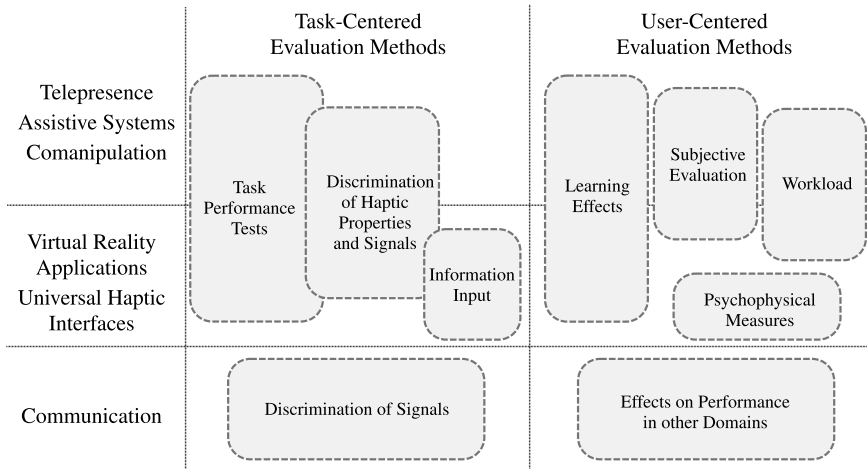 Task-Centered
Evaluation Methods
User-Centered
Evaluation Methods
Telepresence
Assistive Systems
Comanipulation
Task
Performance
Tests
Discrimination
of Haptic
Properties
and Signals
Learning
Effects
Subjective
Evaluation
Workload
Virtual Reality
Applications
Universal Haptic
Interfaces
Information
Input
Psychophysical
Measures
Communication
Discrimination of Signals
Effects on Performance
in other Domains